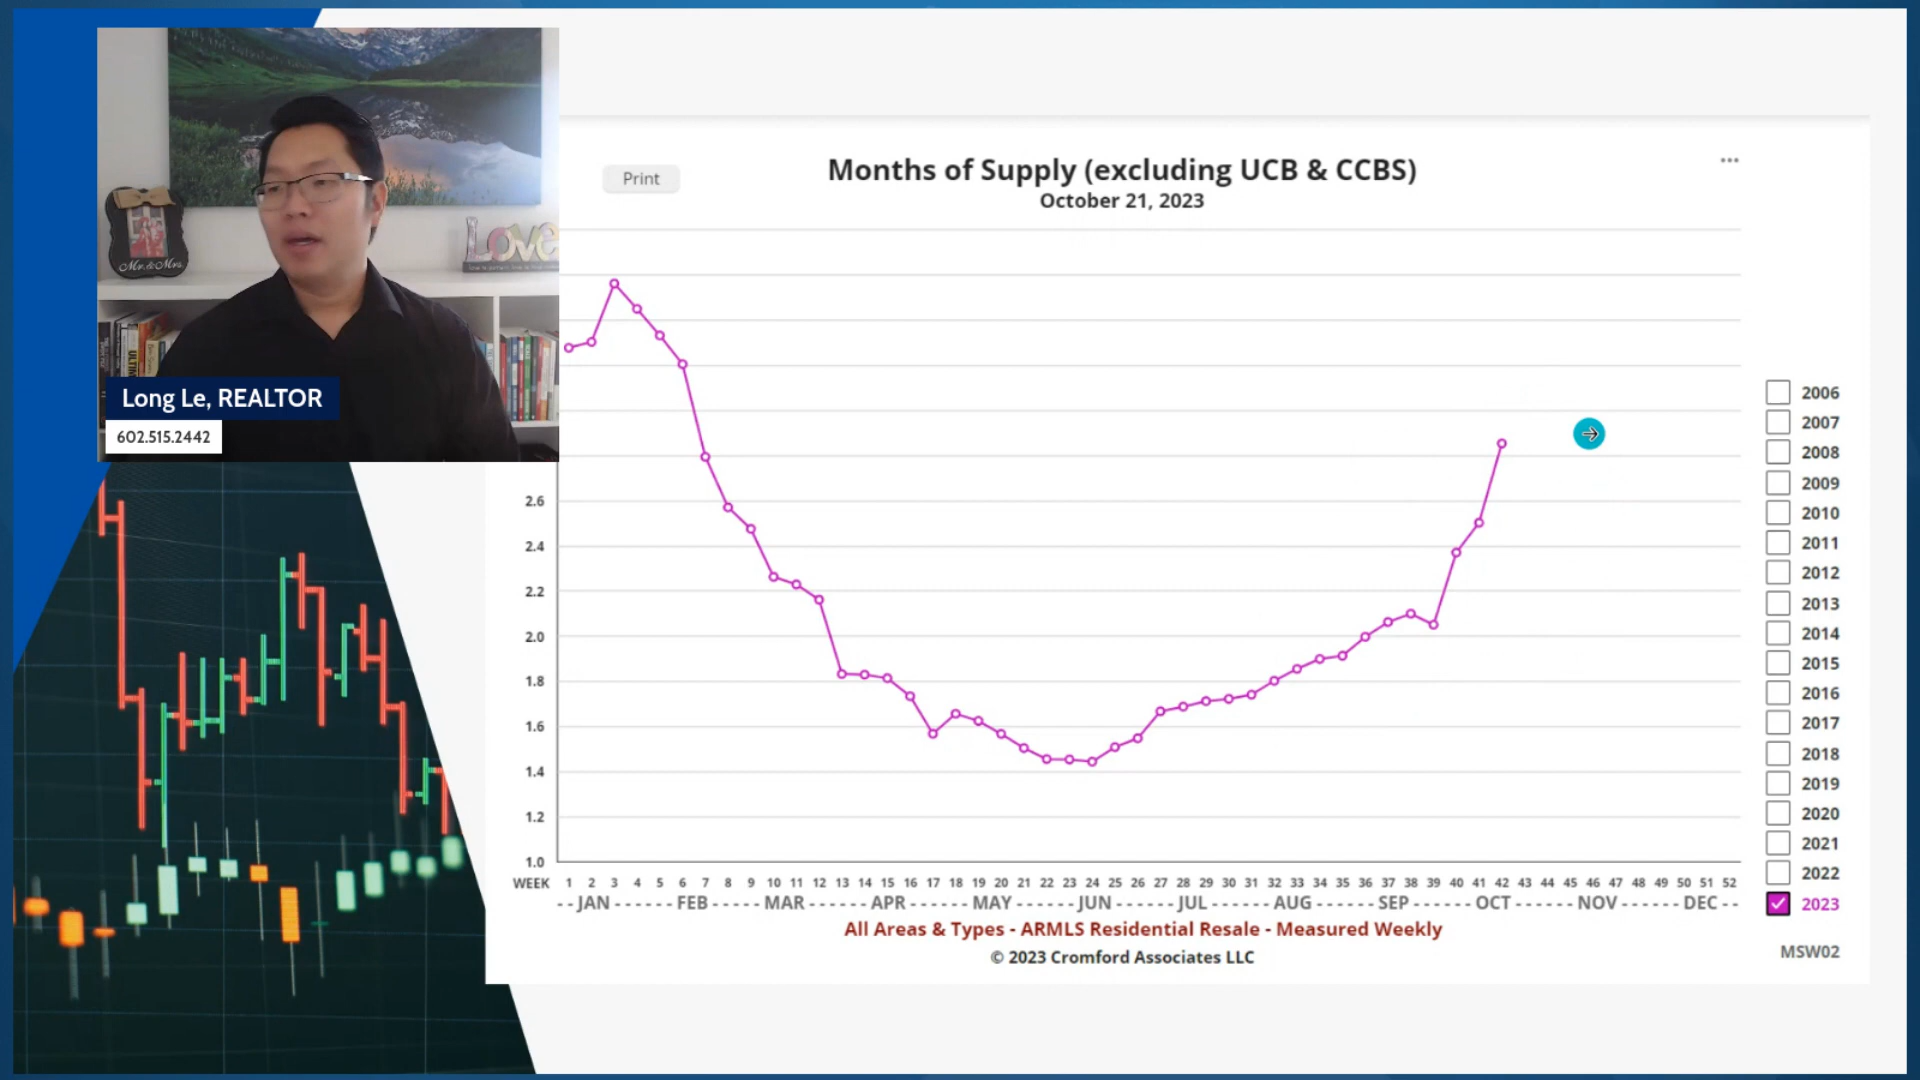 Mr. & Mrs.
Love
ULTIM
Long Le, REALTOR
602.515.2442
Print
Months of Supply (excluding UCB & CCBS)
October 21, 2023
2.6
2.4
2.2
2.0
1.8
1.6
1.4
1.2
1.0
WEEK 1 2 3 4 5 6 7 8 9 10 11 12 13 14 15 16 17 18 19 20 21 22 23 24 25 26 27 28 29 30 31 32 33 34 35 36 37 38 39 40 41 42 43 44 45 46 47 48 49 50 51 52
- - JAN - - - - - - FEB - - - - - MAR - - - - - - - APR - - - - - - MAY - - - - - - JUN - - - - - - JUL - - - - - - AUG - - - - - - SEP - - - - - - OCT - - - - - - NOV - - - - - - DEC - -
All Areas & Types - ARMLS Residential Resale - Measured Weekly
© 2023 Cromford Associates LLC
2006
2007
2008
2009
2010
2011
2012
2013
2014
2015
2016
2017
2018
2019
2020
2021
2022
2023
MSW02